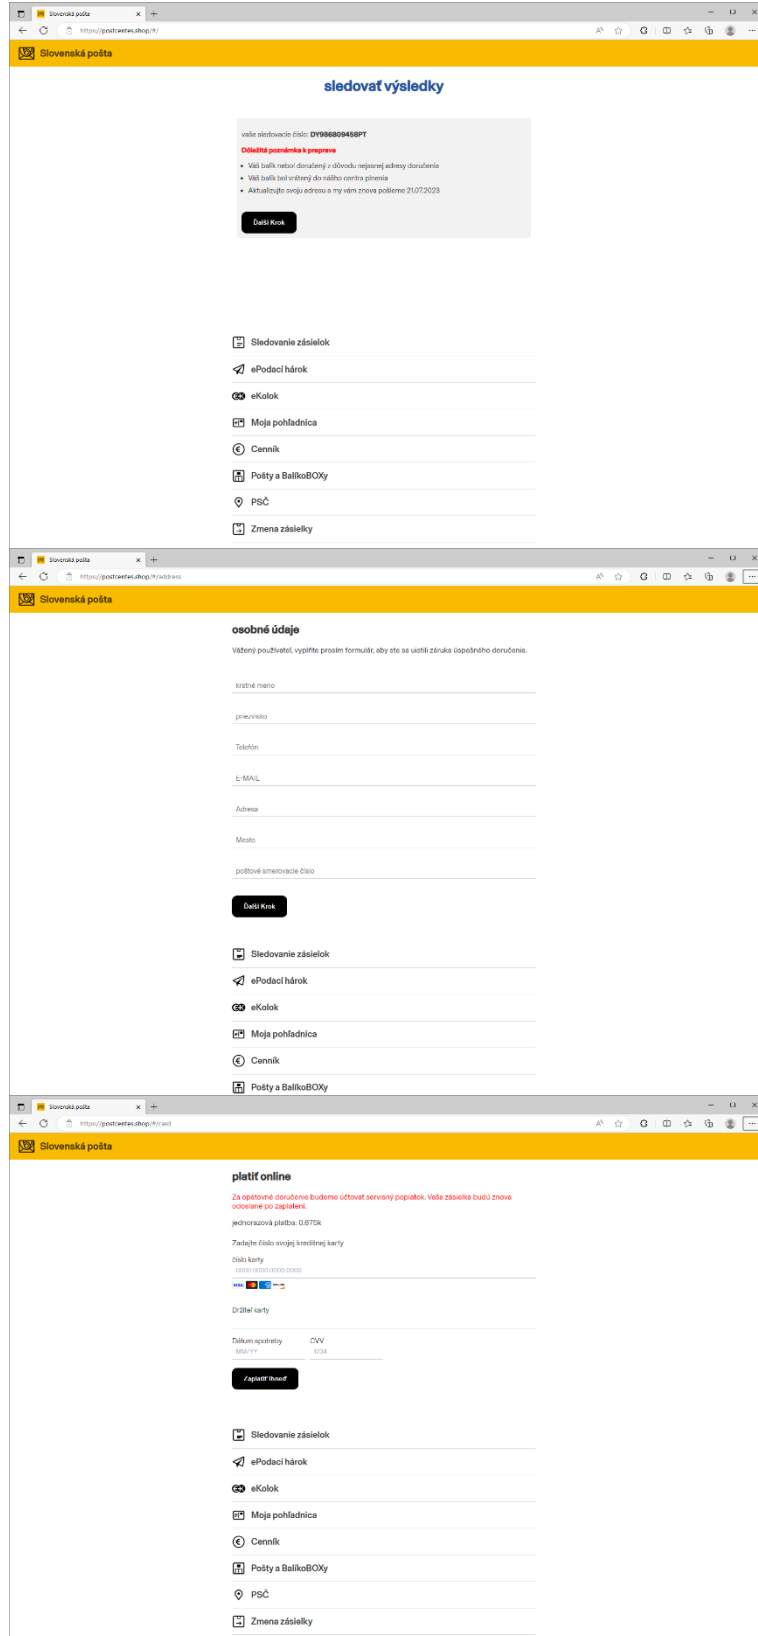 Slovenská pošta
https://postcentes.shop/#/
Slovenská pošta
sledovať výsledky
vaše sledovacie číslo: DY986809458PT
Dôležitá poznámka k preprave
Váš balík nebol doručený z dôvodu nejasnej adresy doručenia
Váš balík bol vrátený do nášho centra plnenia
Aktualizujte svoju adresu a my vám znova pošleme 21.07.2023
Ďalší Krok
Sledovanie zásielok
ePodací hárok
eKolok
Moja pohľadnica
Cenník
Pošty a BalíkoBOXy
PSČ
Zmena zásielky
Slovenská pošta
https://postcentes.shop/#/address
Slovenská pošta
osobné údaje
Vážený používateľ, vyplňte prosím formulár, aby ste sa uistili záruka úspešného doručenia.
krstné meno
priezvisko
Telefón
E-MAIL
Adresa
Mesto
poštové smerovacie číslo
Ďalší Krok
Sledovanie zásielok
ePodací hárok
eKolok
Moja pohľadnica
Cenník
Pošty a BalíkoBOXy
Slovenská pošta
https://postcentes.shop/#/card
Slovenská pošta
platiť online
Za opätovné doručenie budeme účtovať servisný poplatok. Vaša zásielka budú znova
odoslané po zaplatení.
jednorazová platba: 0.67Sk
Zadajte číslo svojej kreditnej karty
číslo karty
0000 0000 0000 0000
VISA
Držiteľ karty
Dátum spotreby CVV
MM/YY 1234
Zaplatiť Ihneď
Sledovanie zásielok
ePodací hárok
eKolok
Moja pohľadnica
Cenník
Pošty a BalíkoBOXy
PSČ
Zmena zásielky